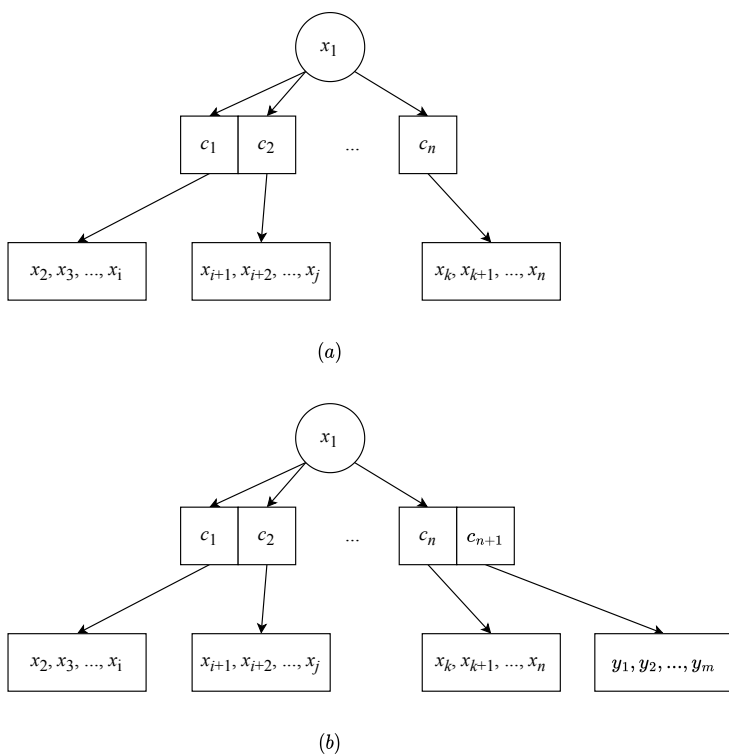 x₁
c₁ c₂ ... cₙ
x₂, x₃, ..., xᵢ xᵢ₊₁, xᵢ₊₂, ..., xⱼ xₖ, xₖ₊₁, ..., xₙ
(a)
x₁
c₁ c₂ ... cₙ cₙ₊₁
x₂, x₃, ..., xᵢ xᵢ₊₁, xᵢ₊₂, ..., xⱼ xₖ, xₖ₊₁, ..., xₙ y₁, y₂, ..., yₘ
(b)